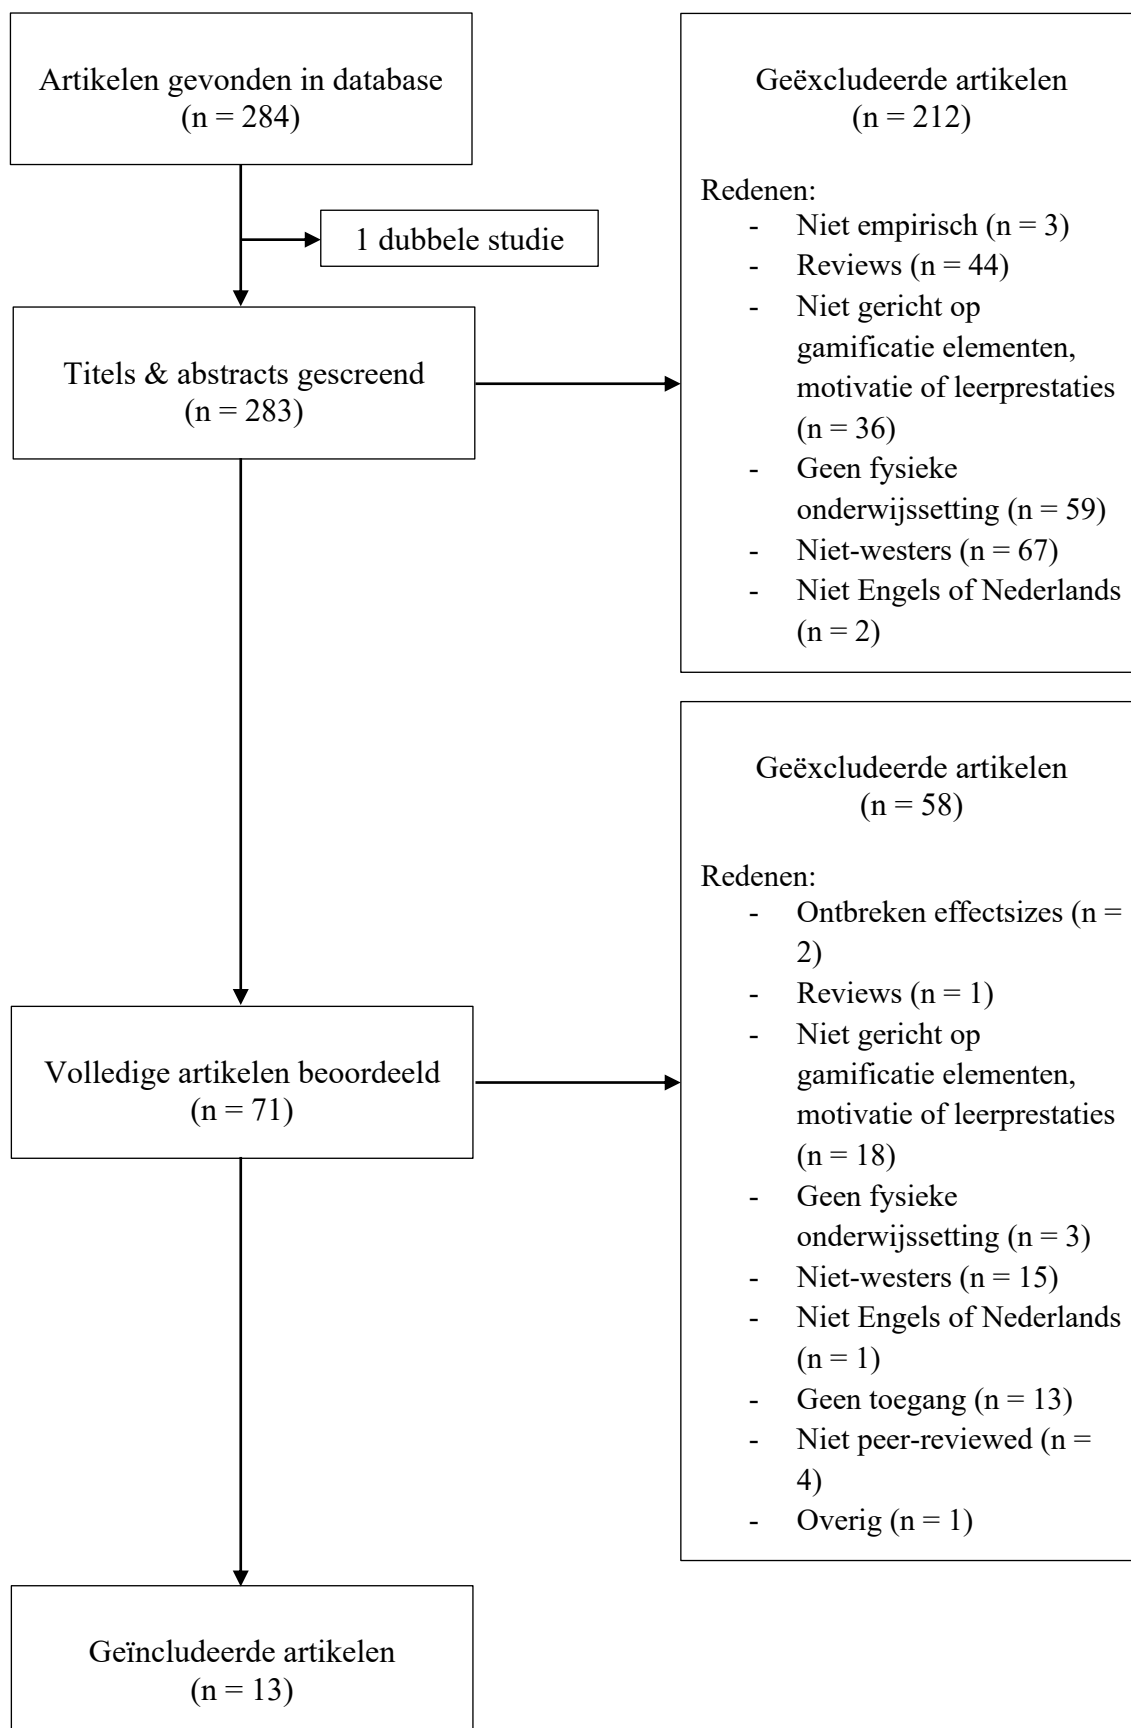 Artikelen gevonden in database
(n = 284)
1 dubbele studie
Titels & abstracts gescreend
(n = 283)
Geëxcludeerde artikelen
(n = 212)
Redenen:
- Niet empirisch (n = 3)
- Reviews (n = 44)
- Niet gericht op
gamificatie elementen,
motivatie of leerprestaties
(n = 36)
- Geen fysieke
onderwijssetting (n = 59)
- Niet-westers (n = 67)
- Niet Engels of Nederlands
(n = 2)
Volledige artikelen beoordeeld
(n = 71)
Geëxcludeerde artikelen
(n = 58)
Redenen:
- Ontbreken effectsizes (n =
2)
- Reviews (n = 1)
- Niet gericht op
gamificatie elementen,
motivatie of leerprestaties
(n = 18)
- Geen fysieke
onderwijssetting (n = 3)
- Niet-westers (n = 15)
- Niet Engels of Nederlands
(n = 1)
- Geen toegang (n = 13)
- Niet peer-reviewed (n =
4)
- Overig (n = 1)
Geïncludeerde artikelen
(n = 13)